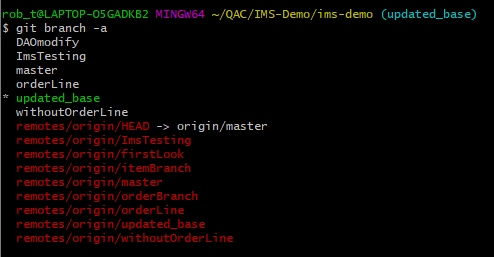 rob_t@LAPTOP-O5GADKB2 MINGW64 ~/QAC/IMS-Demo/ims-demo (updated_base)
$ git branch -a
  DAOmodify
  ImsTesting
  master
  orderLine
* updated_base
  withoutOrderLine
  remotes/origin/HEAD -> origin/master
  remotes/origin/ImsTesting
  remotes/origin/firstLook
  remotes/origin/itemBranch
  remotes/origin/master
  remotes/origin/orderBranch
  remotes/origin/orderLine
  remotes/origin/updated_base
  remotes/origin/withoutOrderLine